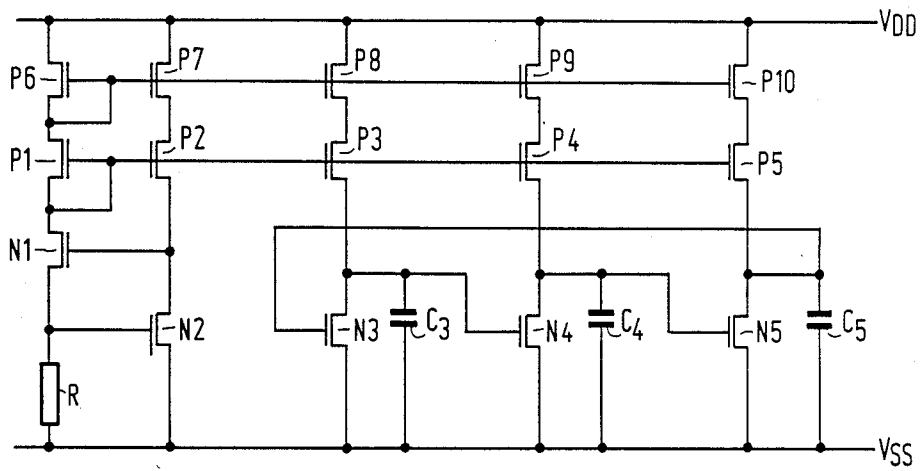 VDD
P6 P7 P8 P9 P10
P1 P2 P3 P4 P5
N1
N2 N3 C3 N4 C4 N5 C5
R
VSS